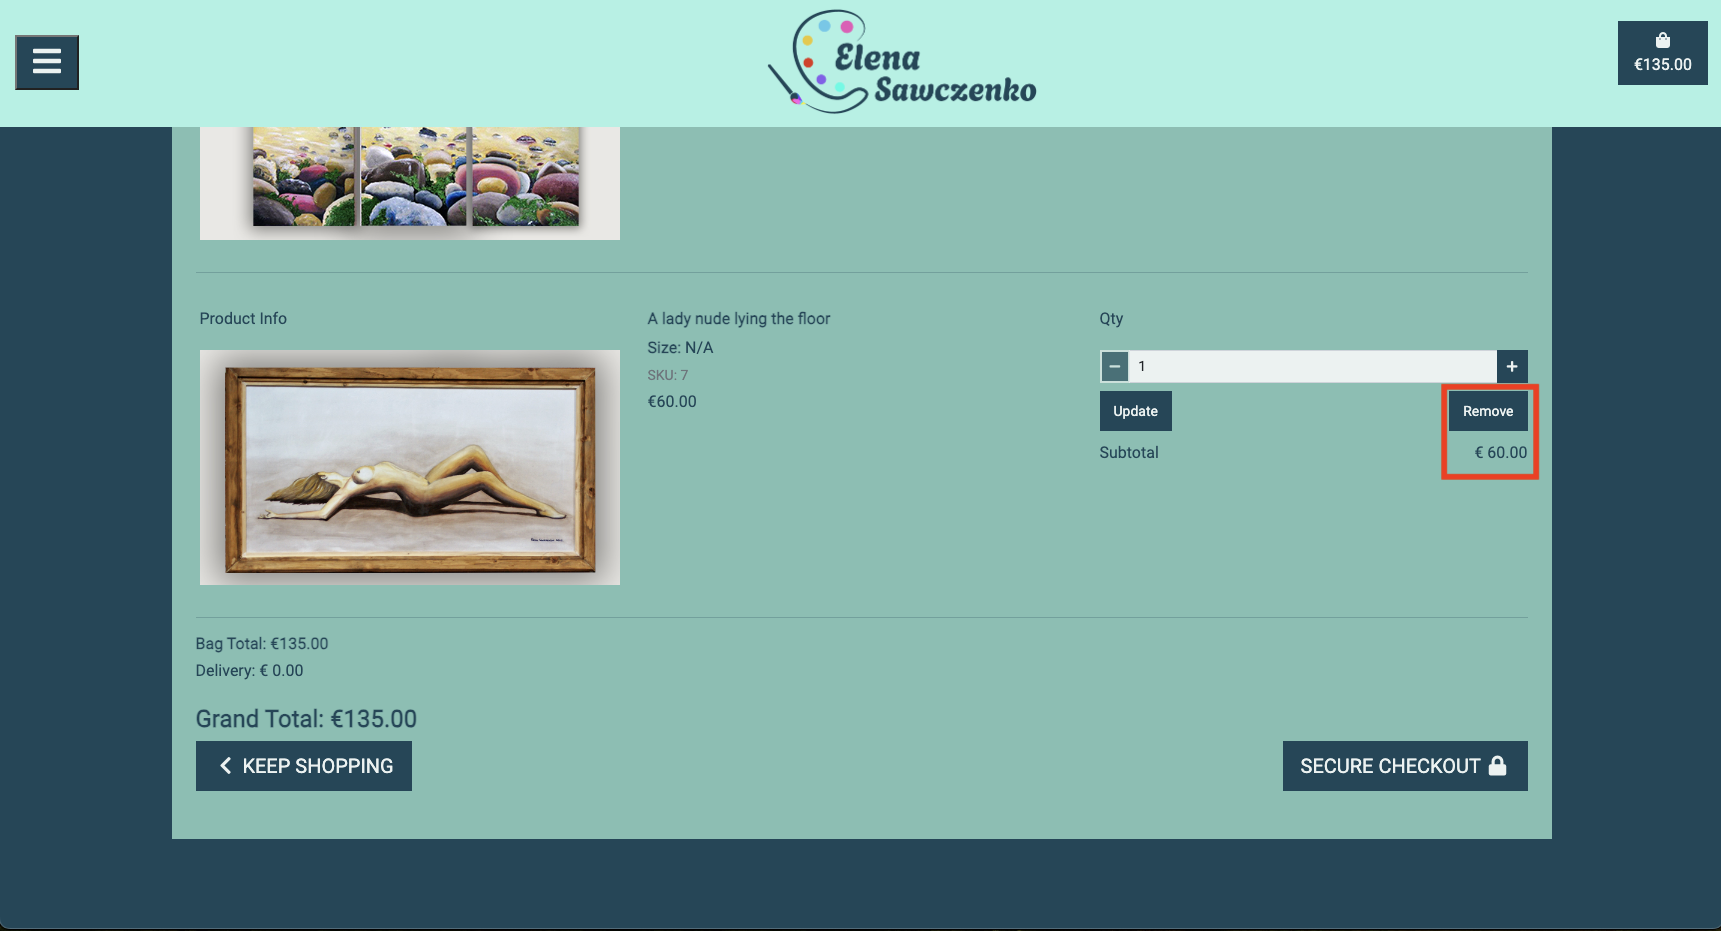 Elena
Sawczenko
€135.00
Product Info
A lady nude lying the floor
Size: N/A
SKU: 7
€60.00
Qty
1
Update
Remove
Subtotal
€ 60.00
Bag Total: €135.00
Delivery: € 0.00
Grand Total: €135.00
KEEP SHOPPING
SECURE CHECKOUT